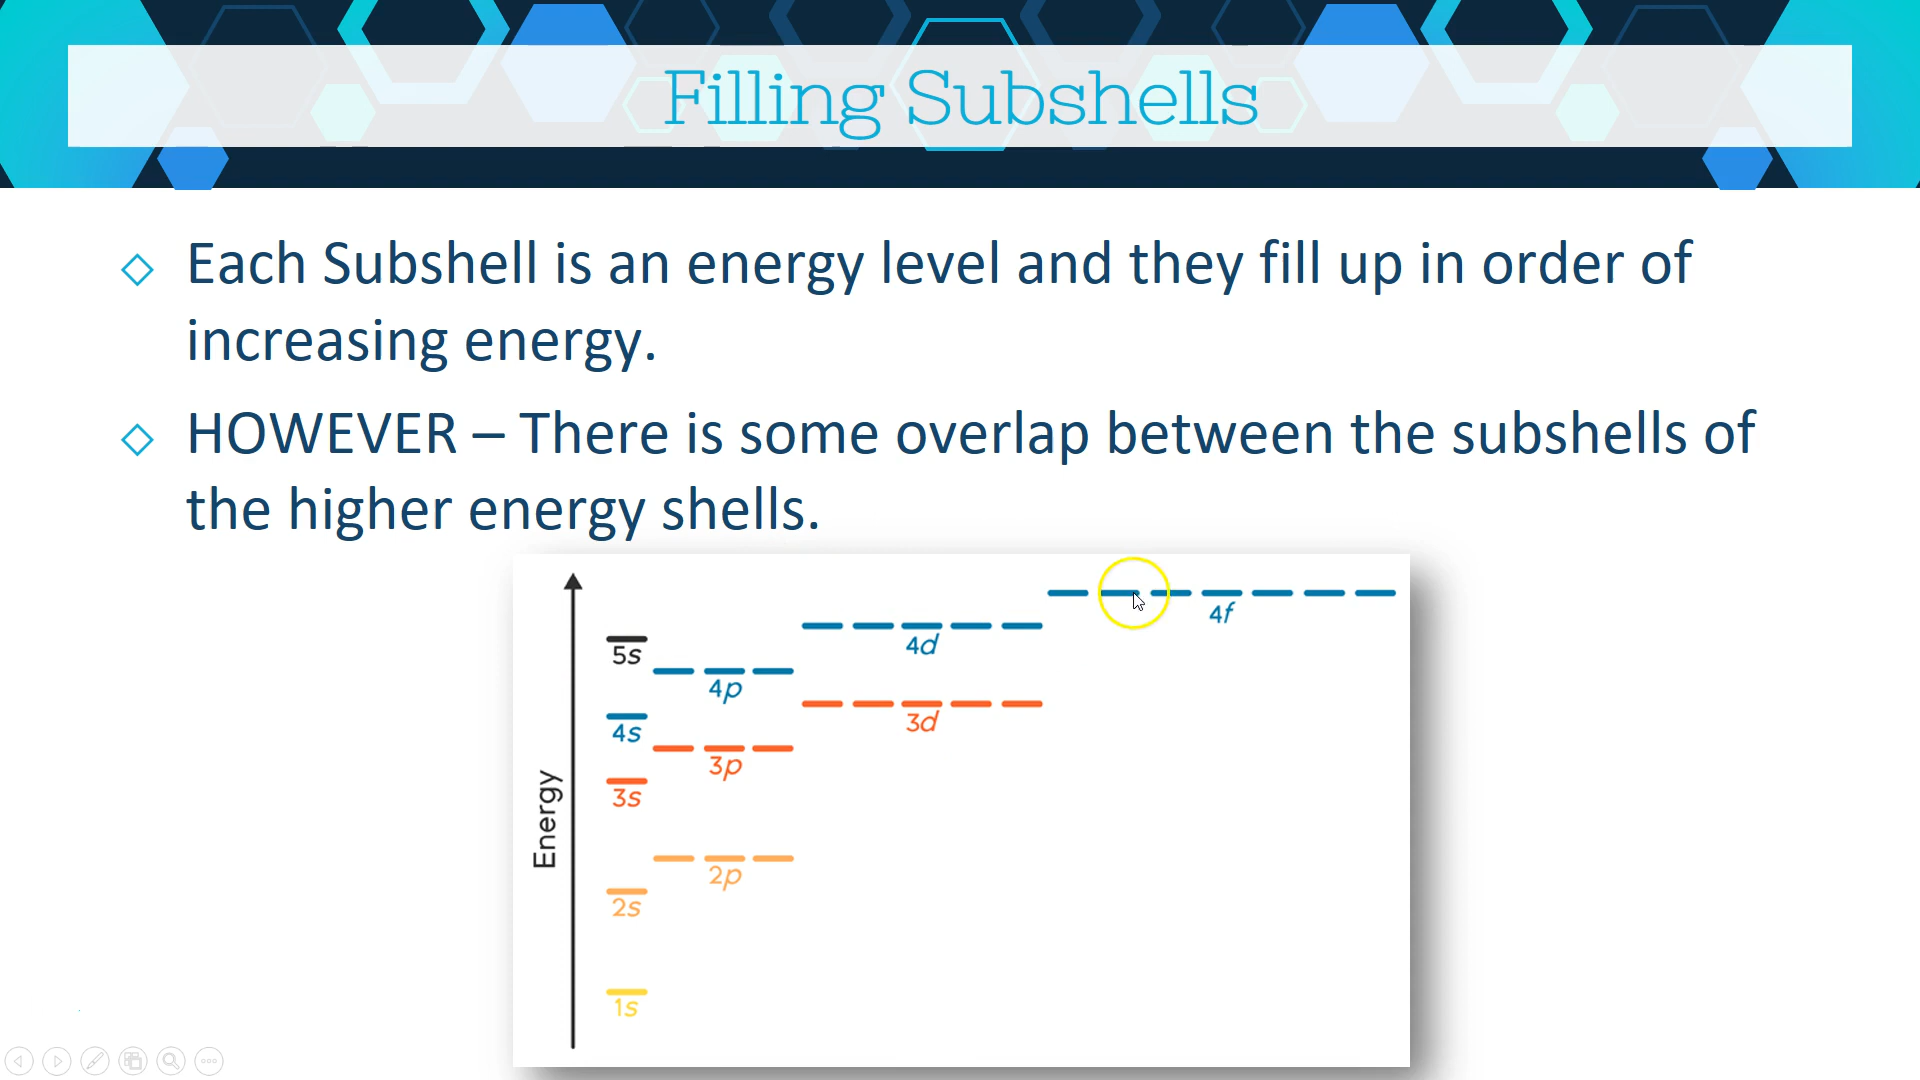 Filling Subshells
Each Subshell is an energy level and they fill up in order of
increasing energy.
HOWEVER – There is some overlap between the subshells of
the higher energy shells.
4f
4d
5s
4p
3d
4s
3p
3s
Energy
2p
2s
1s